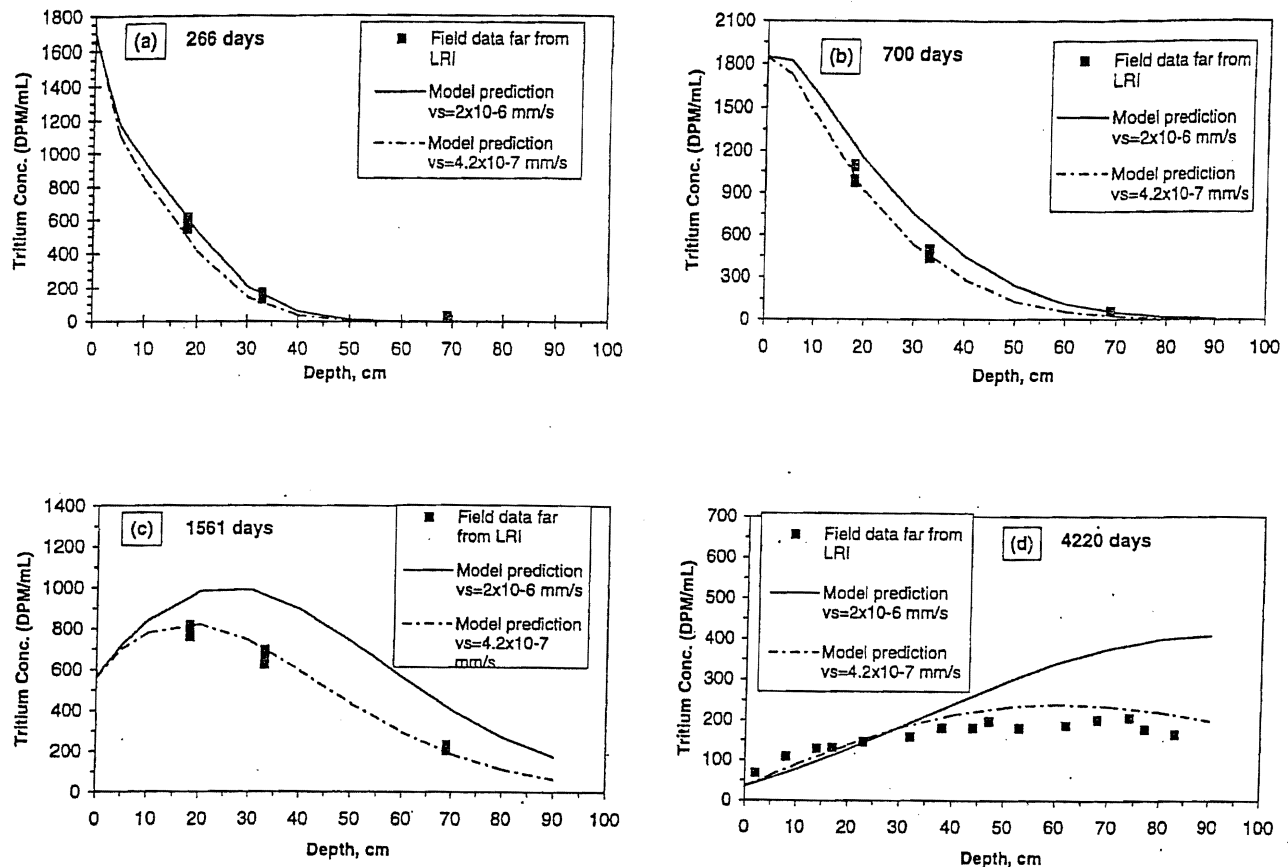 (a) 266 days
Field data far from
LRI
Model prediction
vs=2x10-6 mm/s
Model prediction
vs=4.2x10-7 mm/s
Tritium Conc. (DPM/mL)
1800
1600
1400
1200
1000
800
600
400
200
0
0 10 20 30 40 50 60 70 80 90 100
Depth, cm
(b) 700 days
Field data far from
LRI
Model prediction
vs=2x10-6 mm/s
Model prediction
vs=4.2x10-7 mm/s
Tritium Conc. (DPM/mL)
2100
1800
1500
1200
900
600
300
0
0 10 20 30 40 50 60 70 80 90 100
Depth, cm
(c) 1561 days
Field data far
from LRI
Model prediction
vs=2x10-6 mm/s
Model prediction
vs=4.2x10-7
mm/s
Tritium Conc. (DPM/mL)
1400
1200
1000
800
600
400
200
0
0 10 20 30 40 50 60 70 80 90 100
Depth, cm
(d) 4220 days
Field data far from
LRI
Model prediction
vs=2x10-6 mm/s
Model prediction
vs=4.2x10-7 mm/s
Tritium Conc. (DPM/mL)
700
600
500
400
300
200
100
0
0 10 20 30 40 50 60 70 80 90 100
Depth, cm